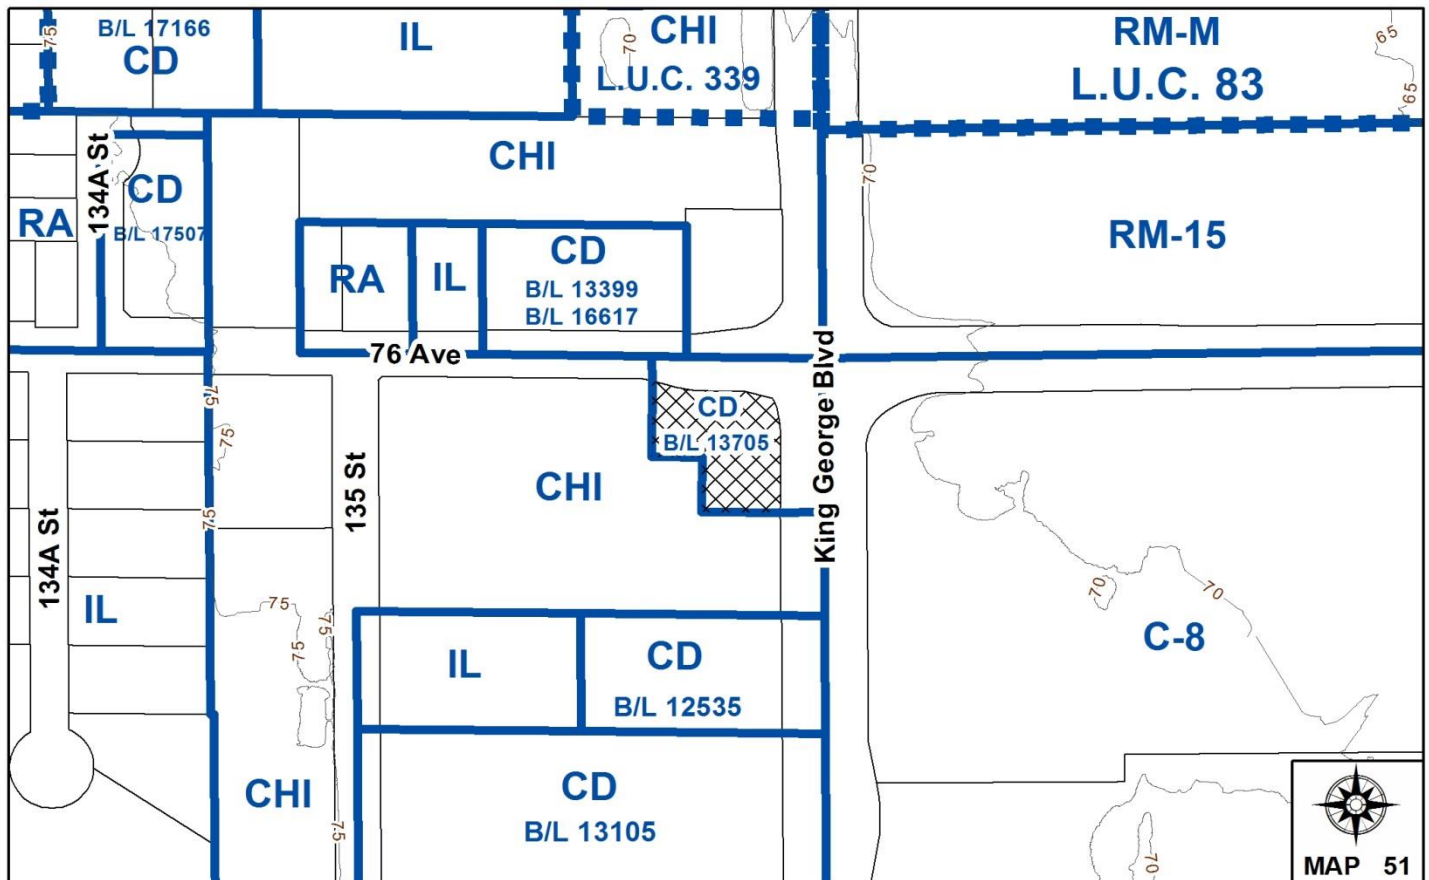 B/L 17166
CD
IL
CHI
L.U.C. 339
RM-M
L.U.C. 83
75
70
65
65
134A St
CD
B/L 17507
RA
CHI
70
RM-15
RA
IL
CD
B/L 13399
B/L 16617
76 Ave
King George Blvd
CD
B/L 13705
75
75
75
135 St
CHI
134A St
IL
75
75
75
IL
CD
B/L 12535
70
70
C-8
CHI
75
CD
B/L 13105
70
MAP 51